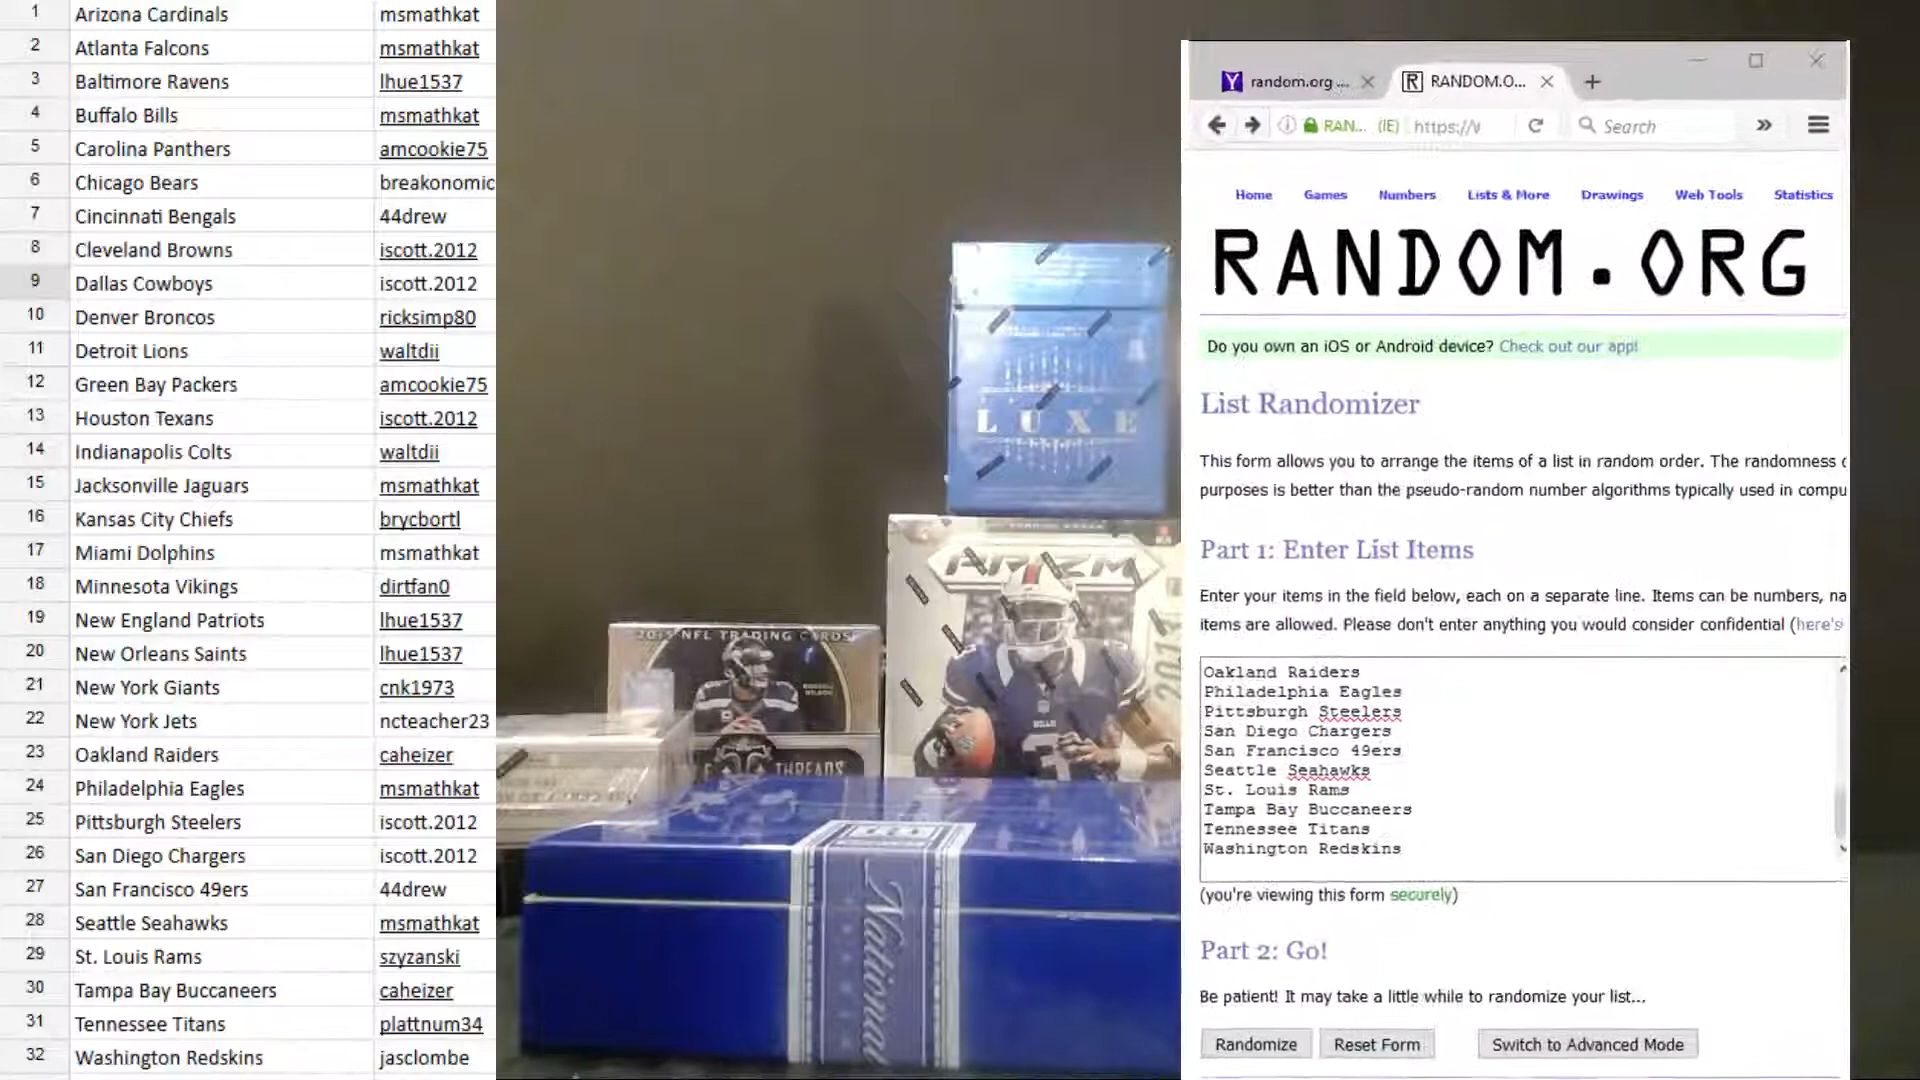 1 Arizona Cardinals msmathkat
2 Atlanta Falcons msmathkat
3 Baltimore Ravens lhue1537
4 Buffalo Bills msmathkat
5 Carolina Panthers amcookie75
6 Chicago Bears breakonomic
7 Cincinnati Bengals 44drew
8 Cleveland Browns iscott.2012
9 Dallas Cowboys iscott.2012
10 Denver Broncos ricksimp80
11 Detroit Lions waltdii
12 Green Bay Packers amcookie75
13 Houston Texans iscott.2012
14 Indianapolis Colts waltdii
15 Jacksonville Jaguars msmathkat
16 Kansas City Chiefs brycbortl
17 Miami Dolphins msmathkat
18 Minnesota Vikings dirtfan0
19 New England Patriots lhue1537
20 New Orleans Saints lhue1537
21 New York Giants cnk1973
22 New York Jets ncteacher23
23 Oakland Raiders caheizer
24 Philadelphia Eagles msmathkat
25 Pittsburgh Steelers iscott.2012
26 San Diego Chargers iscott.2012
27 San Francisco 49ers 44drew
28 Seattle Seahawks msmathkat
29 St. Louis Rams szyzanski
30 Tampa Bay Buccaneers caheizer
31 Tennessee Titans plattnum34
32 Washington Redskins jasclombe
LUXE
PRIZM
BILLS
3
2015 NFL TRADING CARDS
RUSSELL WILSON
THREADS
National
random.org ...
RANDOM.O...
RAN... (IE) https://v
Search
Home Games Numbers Lists & More Drawings Web Tools Statistics
RANDOM.ORG
Do you own an iOS or Android device? Check out our app!
List Randomizer
This form allows you to arrange the items of a list in random order. The randomness
purposes is better than the pseudo-random number algorithms typically used in compu
Part 1: Enter List Items
Enter your items in the field below, each on a separate line. Items can be numbers, na
items are allowed. Please don't enter anything you would consider confidential (here's
Oakland Raiders
Philadelphia Eagles
Pittsburgh Steelers
San Diego Chargers
San Francisco 49ers
Seattle Seahawks
St. Louis Rams
Tampa Bay Buccaneers
Tennessee Titans
Washington Redskins
(you're viewing this form securely)
Part 2: Go!
Be patient! It may take a little while to randomize your list...
Randomize Reset Form Switch to Advanced Mode